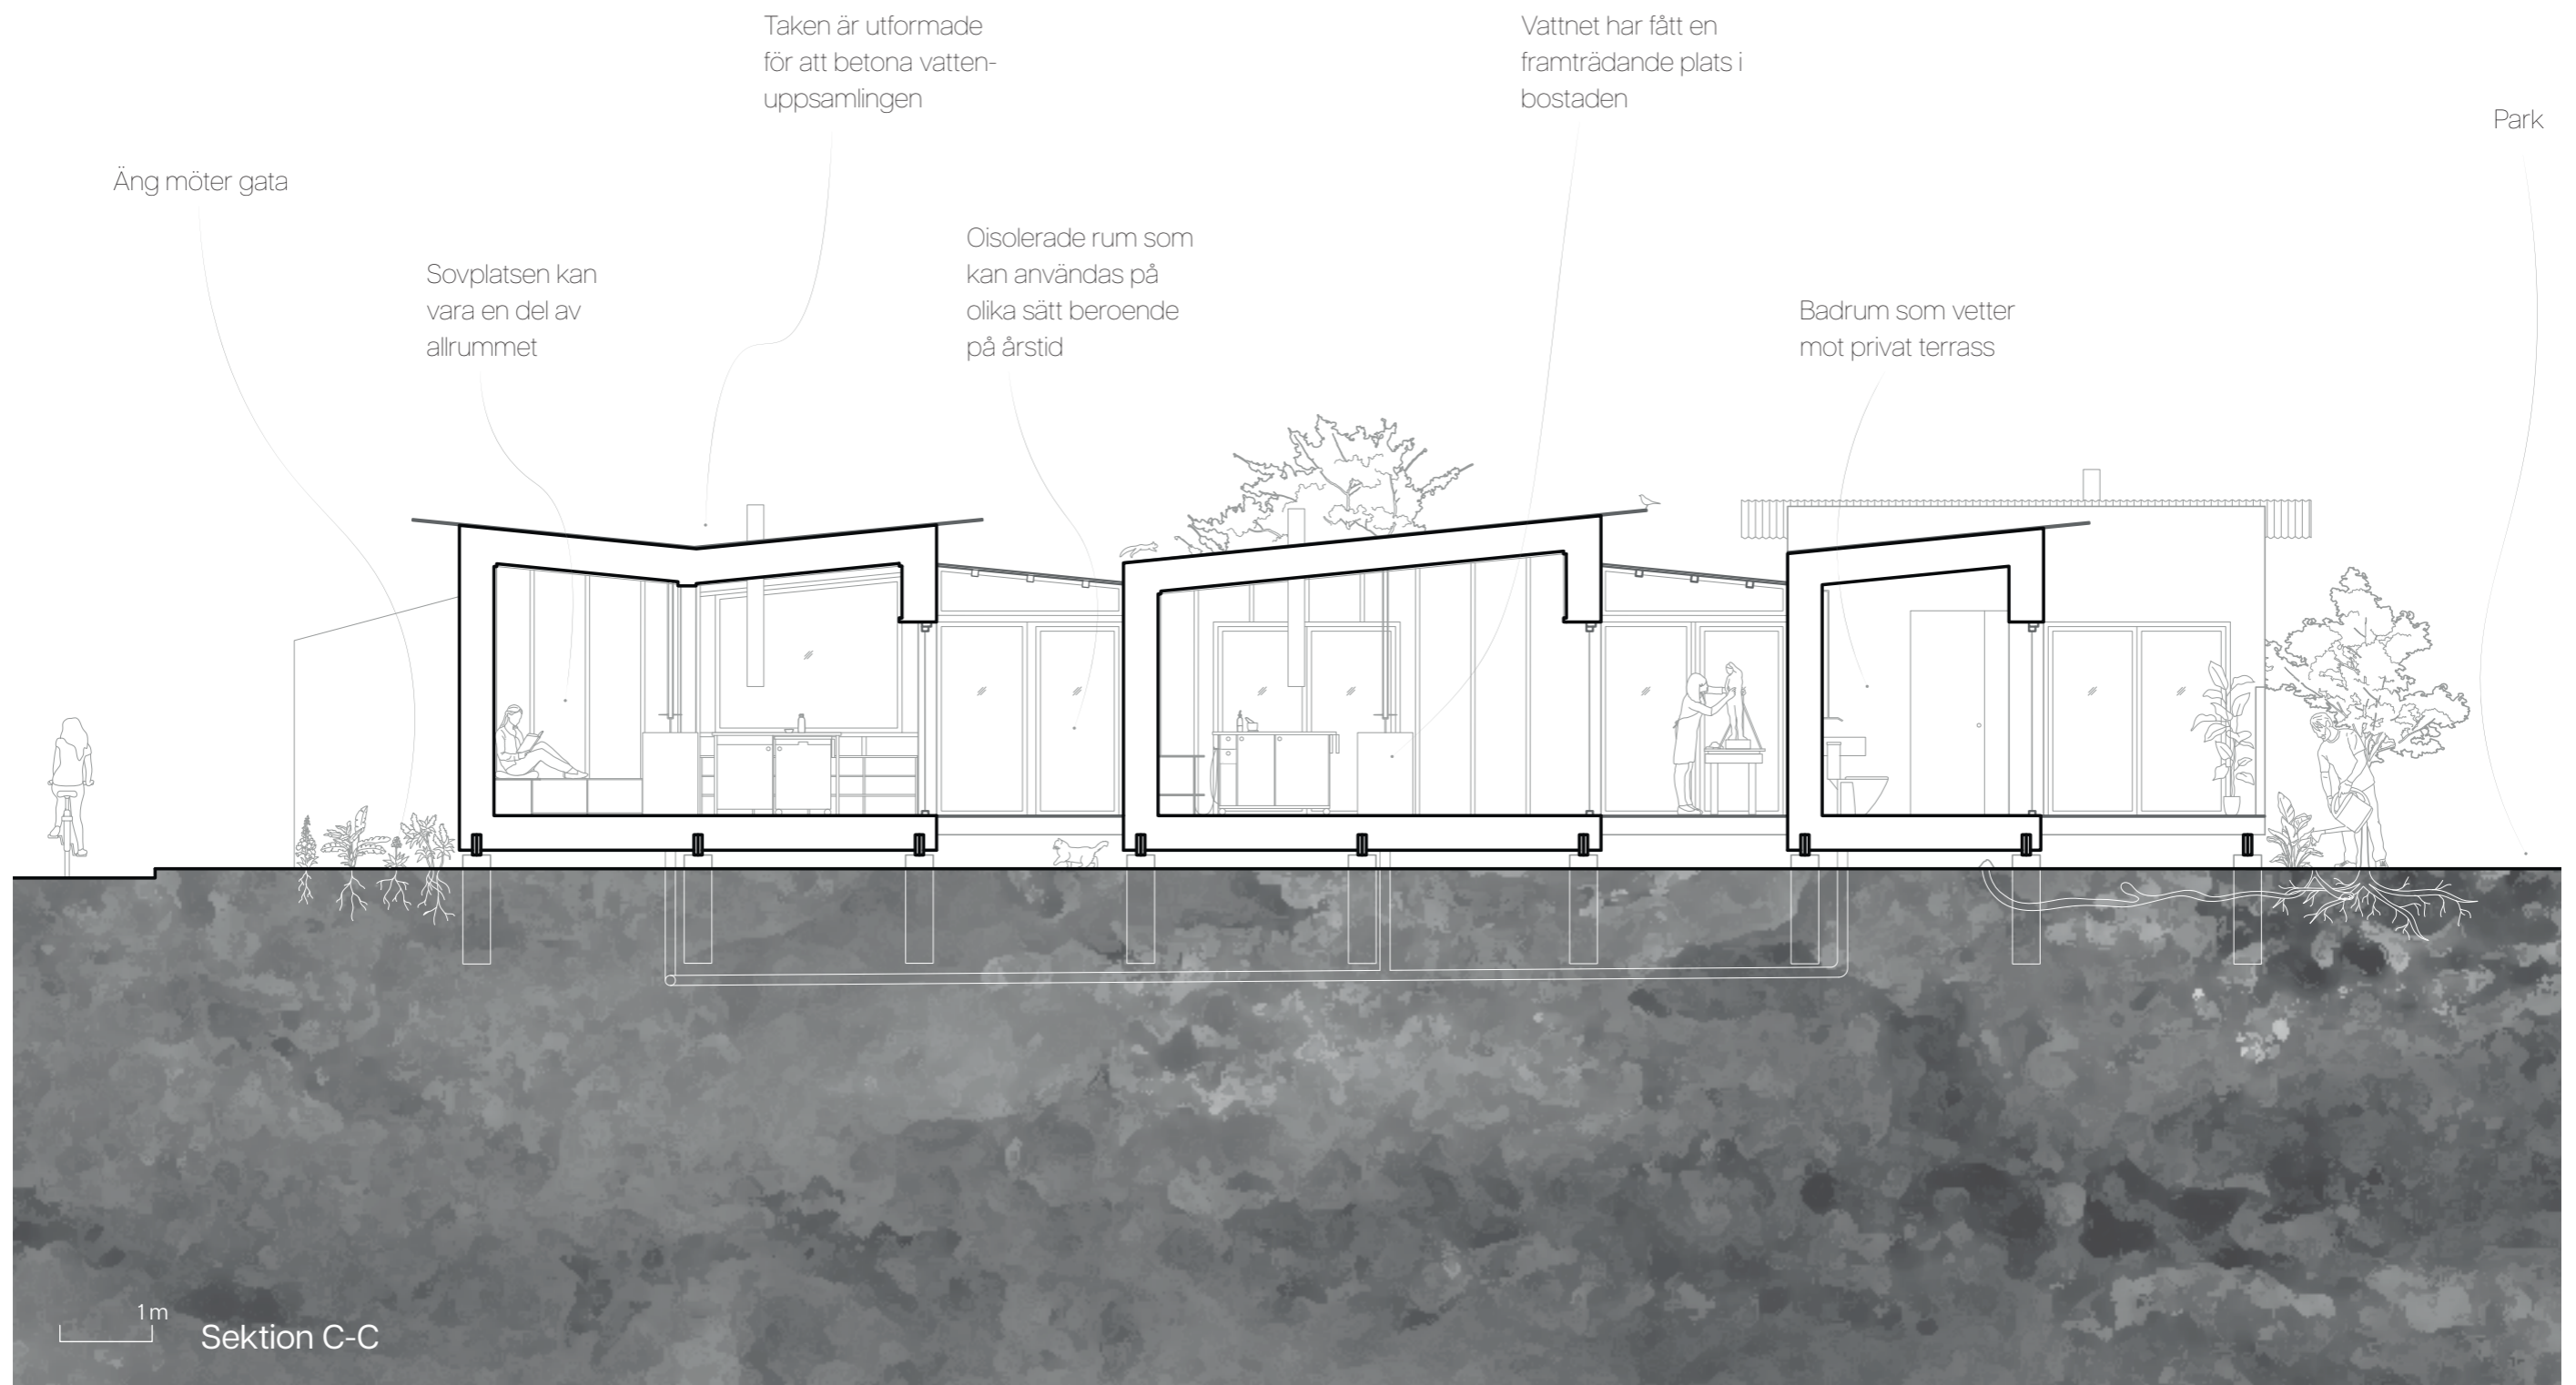 Taken är utformade
för att betona vatten-
uppsamlingen
Vattnet har fått en
framträdande plats i
bostaden
Park
Äng möter gata
Sovplatsen kan
vara en del av
allrummet
Oisolerade rum som
kan användas på
olika sätt beroende
på årstid
Badrum som vetter
mot privat terrass
1 m
Sektion C-C